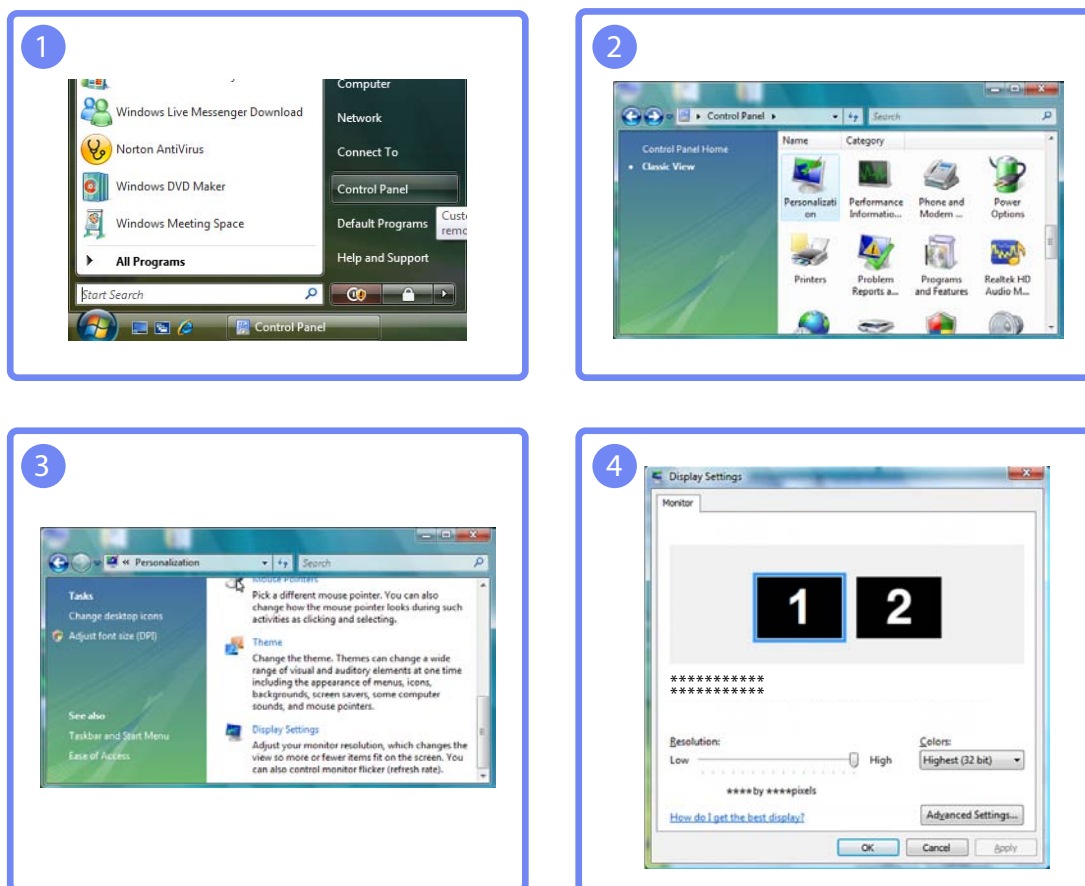 1
Computer
Windows Live Messenger Download
Network
Norton AntiVirus
Connect To
Windows DVD Maker
Control Panel
Windows Meeting Space
Default Programs
Help and Support
All Programs
Start Search
Control Panel
2
Control Panel
Search
Control Panel Home
Classic View
Name Category
Personalizati
on
Performance
Informatio...
Phone and
Modem ...
Power
Options
Printers
Problem
Reports a...
Programs
and Features
Realtek HD
Audio M...
3
« Personalization
Search
Tasks
Change desktop icons
Adjust font size (DPI)
See also
Taskbar and Start Menu
Ease of Access
Mouse Pointers
Pick a different mouse pointer. You can also
change how the mouse pointer looks during such
activities as clicking and selecting.
Theme
Change the theme. Themes can change a wide
range of visual and auditory elements at one time
including the appearance of menus, icons,
backgrounds, screen savers, some computer
sounds, and mouse pointers.
Display Settings
Adjust your monitor resolution, which changes the
view so more or fewer items fit on the screen. You
can also control monitor flicker (refresh rate).
4
Display Settings
Monitor
1 2
***********
***********
Resolution:
Low High
****by ****pixels
Colors:
Highest (32 bit)
How do I get the best display?
Advanced Settings...
OK Cancel Apply